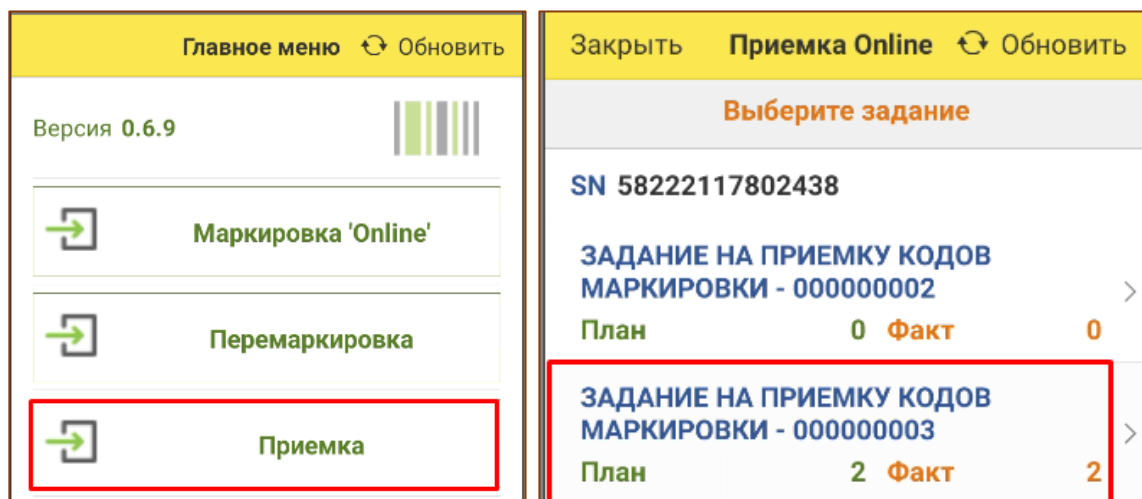 Главное меню Обновить
Версия 0.6.9
Маркировка 'Online'
Перемаркировка
Приемка
Закрыть Приемка Online Обновить
Выберите задание
SN 58222117802438
ЗАДАНИЕ НА ПРИЕМКУ КОДОВ
МАРКИРОВКИ - 000000002
План 0 Факт 0
ЗАДАНИЕ НА ПРИЕМКУ КОДОВ
МАРКИРОВКИ - 000000003
План 2 Факт 2